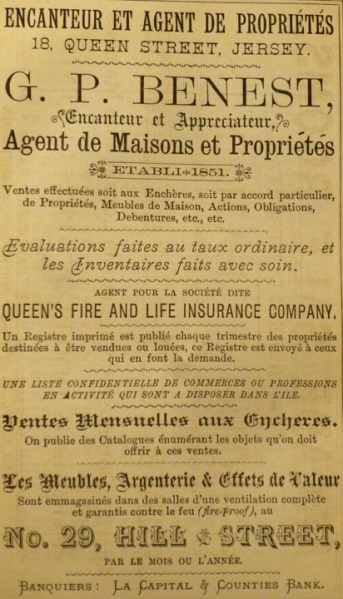 ENCANTEUR ET AGENT DE PROPRIÉTÉS
18, QUEEN STREET, JERSEY.
G. P. BENEST,
Encanteur et Appreciateur,
Agent de Maisons et Propriétés
ETABLI 1851.
Ventes effectuées soit aux Enchères, soit par accord particulier,
de Propriétés, Meubles de Maison, Actions, Obligations,
Debentures, etc., etc.
Evaluations faites au taux ordinaire, et
les Inventaires faits avec soin.
AGENT POUR LA SOCIÉTÉ DITE
QUEEN'S FIRE AND LIFE INSURANCE COMPANY.
Un Registre imprimé est publié chaque trimestre des propriétés
destinées à être vendues ou louées, ce Registre est envoyé à ceux
qui en font la demande.
UNE LISTE CONFIDENTIELLE DE COMMERCES OU PROFESSIONS
EN ACTIVITÉ QUI SONT A DISPOSER DANS L'ILE.
Ventes Mensuelles aux Encheres.
On publie des Catalogues énumérant les objets qu'on doit
offrir à ces ventes.
Les Meubles, Argenterie & Effets de Valeur
Sont emmagasinés dans des salles d'une ventilation complète
et garantis contre le feu (fire-proof), au
No. 29, HILL STREET,
PAR LE MOIS OU L'ANNÉE.
BANQUIERS: LA CAPITAL & COUNTIES BANK.